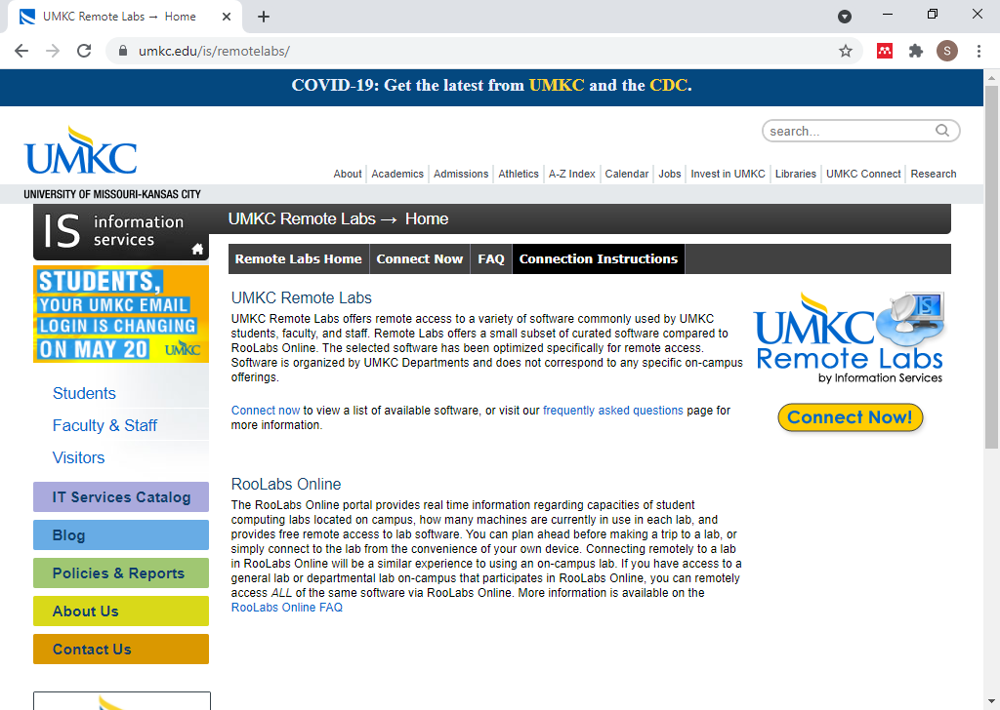 UMKC Remote Labs → Home
umkc.edu/is/remotelabs/
S
COVID-19: Get the latest from UMKC and the CDC.
search...
UMKC
About Academics Admissions Athletics A-Z Index Calendar Jobs Invest in UMKC Libraries UMKC Connect Research
UNIVERSITY OF MISSOURI-KANSAS CITY
IS information services
UMKC Remote Labs → Home
Remote Labs Home Connect Now FAQ Connection Instructions
STUDENTS,
YOUR UMKC EMAIL
LOGIN IS CHANGING
ON MAY 20 UMKC
Students
Faculty & Staff
Visitors
IT Services Catalog
Blog
Policies & Reports
About Us
Contact Us
UMKC Remote Labs
UMKC Remote Labs offers remote access to a variety of software commonly used by UMKC
students, faculty, and staff. Remote Labs offers a small subset of curated software compared to
RooLabs Online. The selected software has been optimized specifically for remote access.
Software is organized by UMKC Departments and does not correspond to any specific on-campus
offerings.
Connect now to view a list of available software, or visit our frequently asked questions page for
more information.
RooLabs Online
The RooLabs Online portal provides real time information regarding capacities of student
computing labs located on campus, how many machines are currently in use in each lab, and
provides free remote access to lab software. You can plan ahead before making a trip to a lab, or
simply connect to the lab from the convenience of your own device. Connecting remotely to a lab
in RooLabs Online will be a similar experience to using an on-campus lab. If you have access to a
general lab or departmental lab on-campus that participates in RooLabs Online, you can remotely
access ALL of the same software via RooLabs Online. More information is available on the
RooLabs Online FAQ
UMKC IS
Remote Labs
by Information Services
Connect Now!